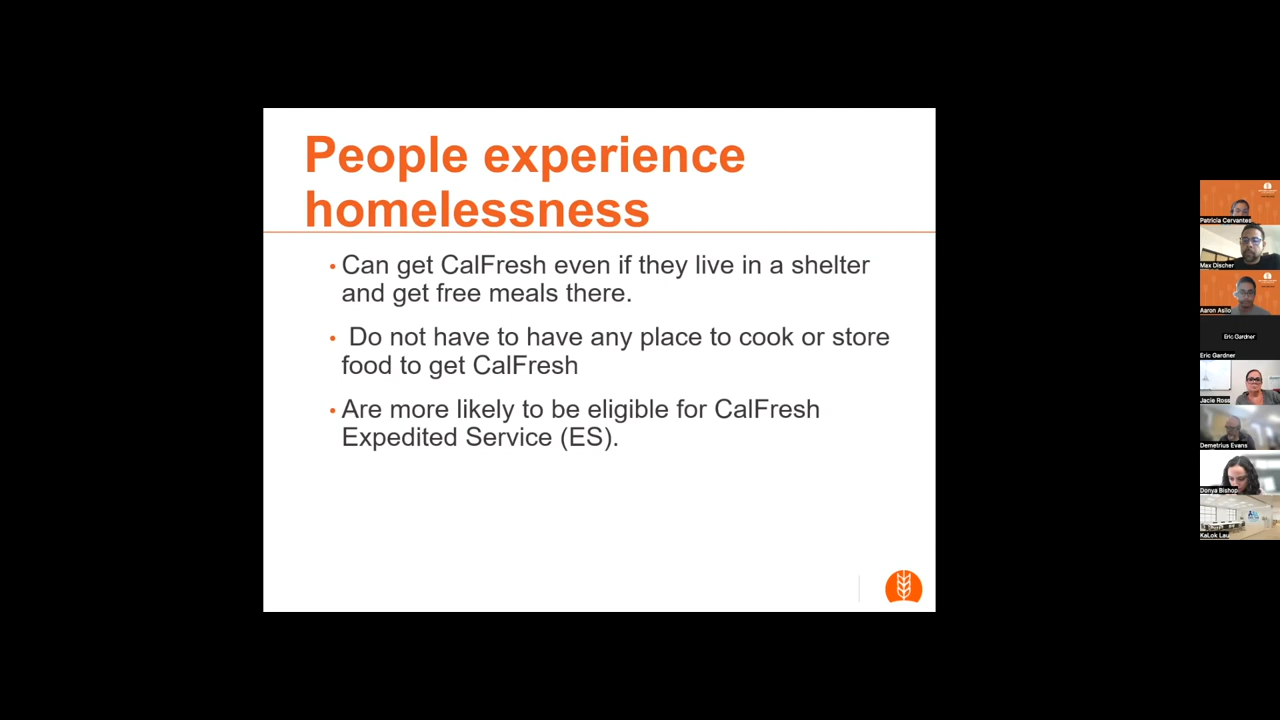 People experience
homelessness
• Can get CalFresh even if they live in a shelter
and get free meals there.
• Do not have to have any place to cook or store
food to get CalFresh
• Are more likely to be eligible for CalFresh
Expedited Service (ES).
Patricia Cervantes
Max Discher
Aaron Asilo
Eric Gardner
Eric Gardner
Jacie Ross
Demetrius Evans
Donya Bishop
KaLok Lau